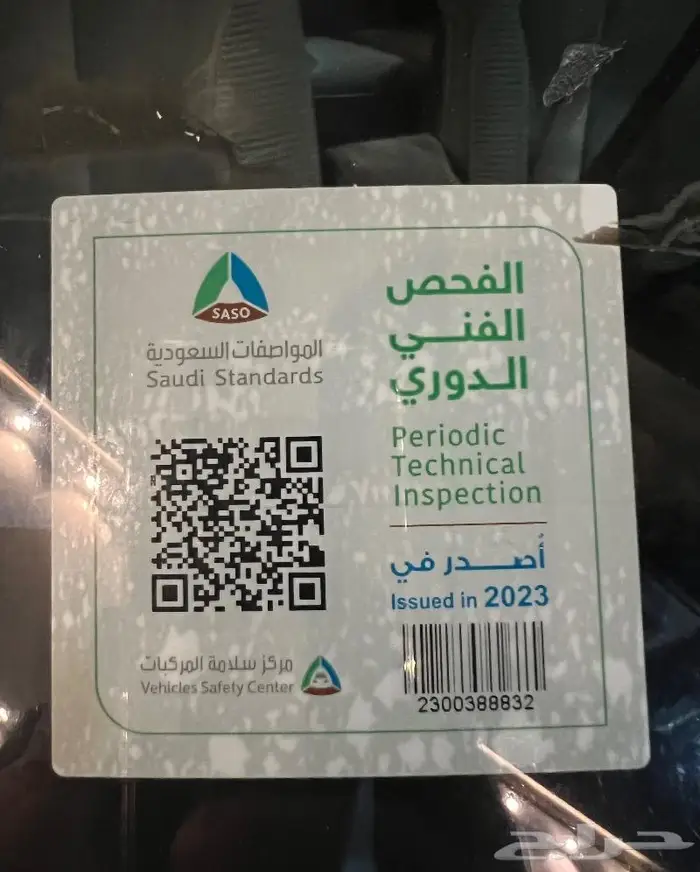 الفحص
الفني
الدوري
Periodic
Technical
Inspection
أُصدر في
Issued in 2023
2300388832
SASO
المواصفات السعودية
Saudi Standards
مركز سلامة المركبات
Vehicles Safety Center
حراج